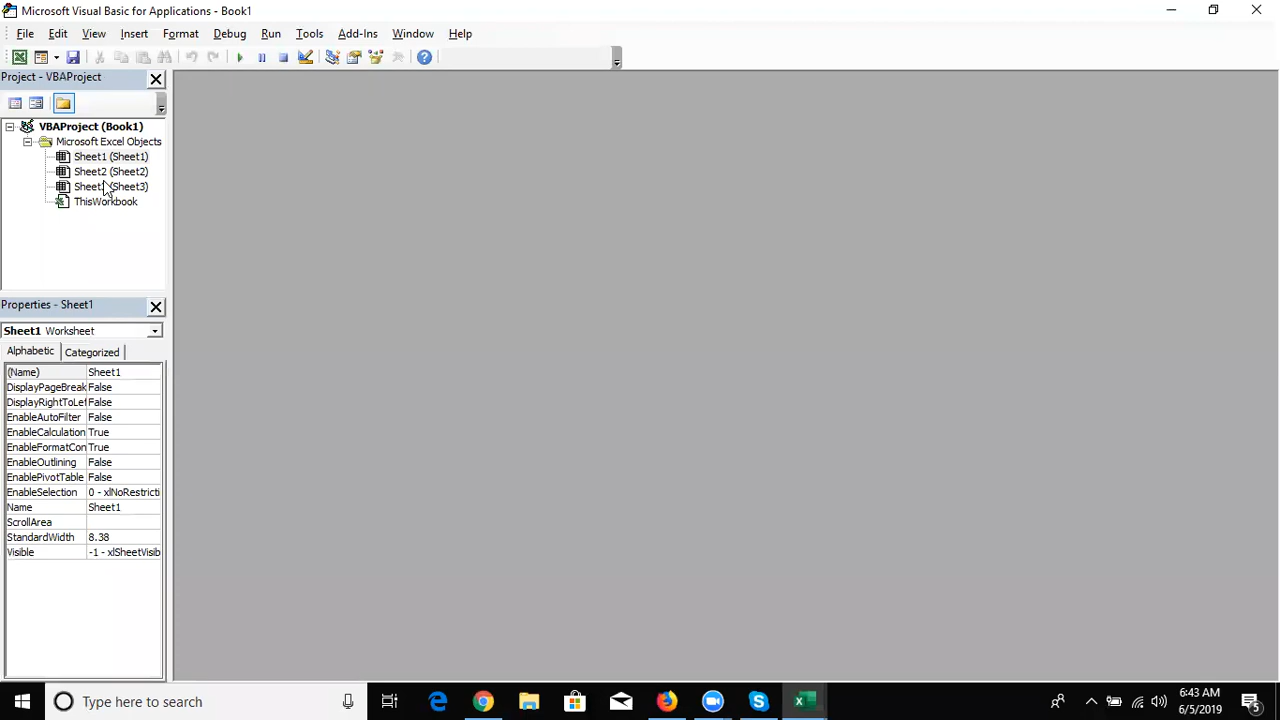 Microsoft Visual Basic for Applications - Book1
File Edit View Insert Format Debug Run Tools Add-Ins Window Help
Project - VBAProject
VBAProject (Book1)
Microsoft Excel Objects
Sheet1 (Sheet1)
Sheet2 (Sheet2)
Sheet (Sheet3)
ThisWorkbook
Properties - Sheet1
Sheet1 Worksheet
Alphabetic Categorized
(Name) Sheet1
DisplayPageBreak False
DisplayRightToLef False
EnableAutoFilter False
EnableCalculation True
EnableFormatCon True
EnableOutlining False
EnablePivotTable False
EnableSelection 0 - xlNoRestricti
Name Sheet1
ScrollArea
StandardWidth 8.38
Visible -1 - xlSheetVisib
Type here to search
6:43 AM
6/5/2019
5